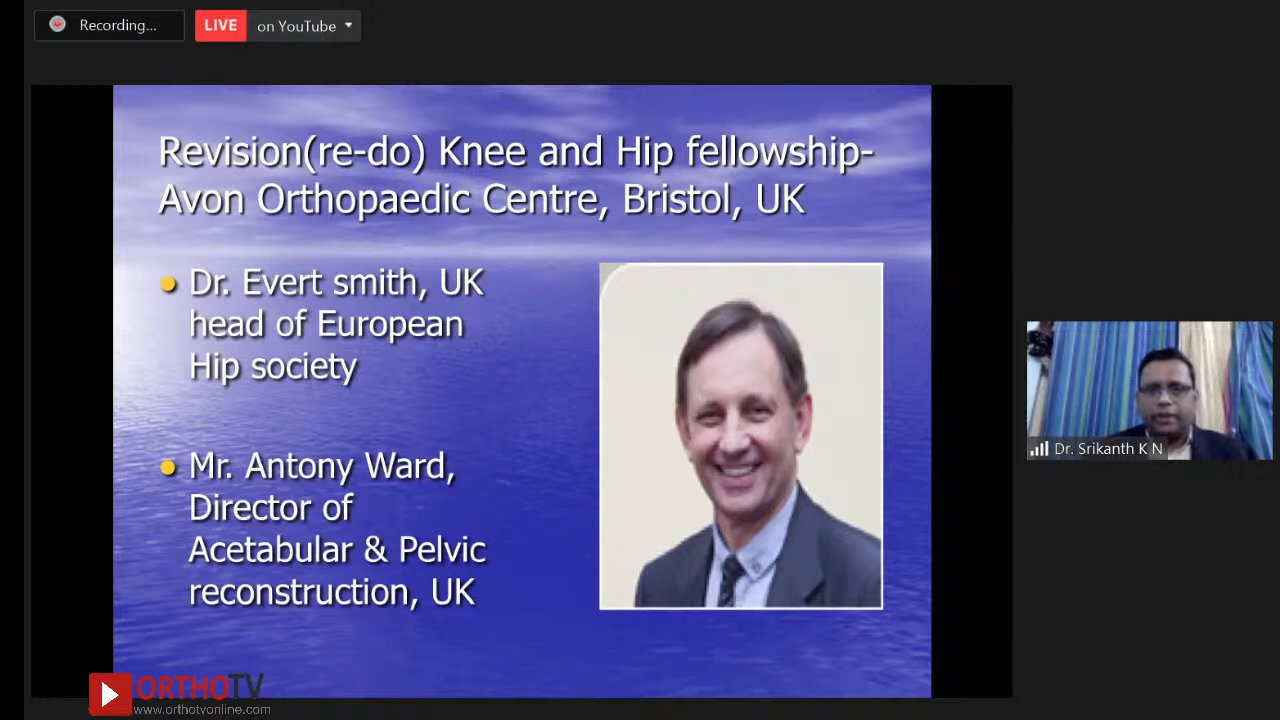 Recording...
LIVE on YouTube
Revision(re-do) Knee and Hip fellowship-
Avon Orthopaedic Centre, Bristol, UK
Dr. Evert smith, UK
head of European
Hip society
Mr. Antony Ward,
Director of
Acetabular & Pelvic
reconstruction, UK
Dr. Srikanth K N
ORTHOTV
www.orthotvonline.com